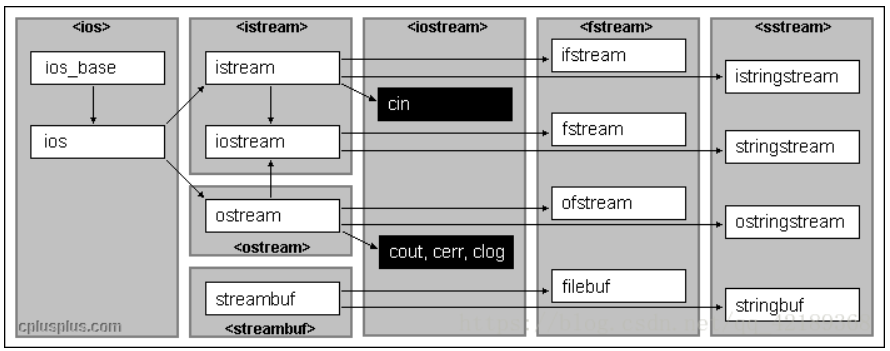 <ios> <istream> <iostream> <fstream> <sstream>
ios_base
istream
ifstream
istringstream
cin
ios
iostream
fstream
stringstream
ostream
ofstream
ostringstream
<ostream>
cout, cerr, clog
streambuf
filebuf
stringbuf
cplusplus.com
<streambuf>